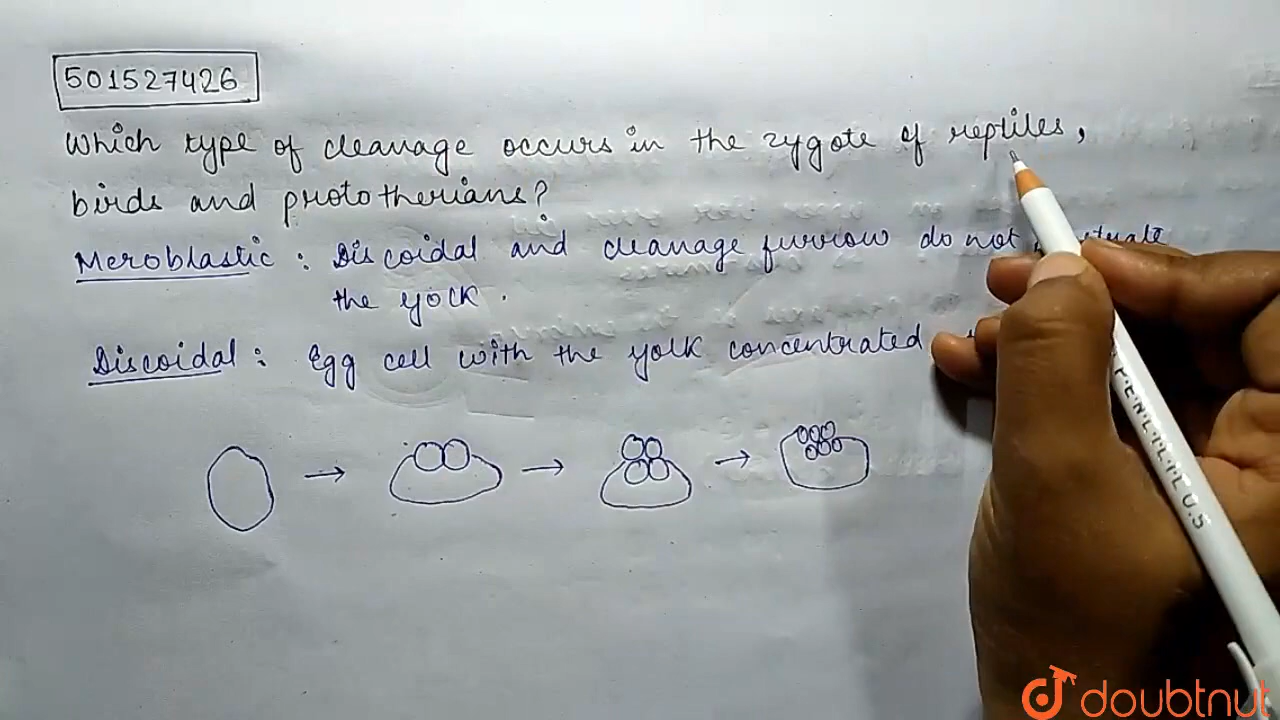 501527426
Which type of cleavage occurs in the zygote of reptiles,
birds and prototherians?
Meroblastic : Discoidal and cleavage furrow do not
the yolk .
Discoidal : Egg cell with the yolk concentrated
doubtnut